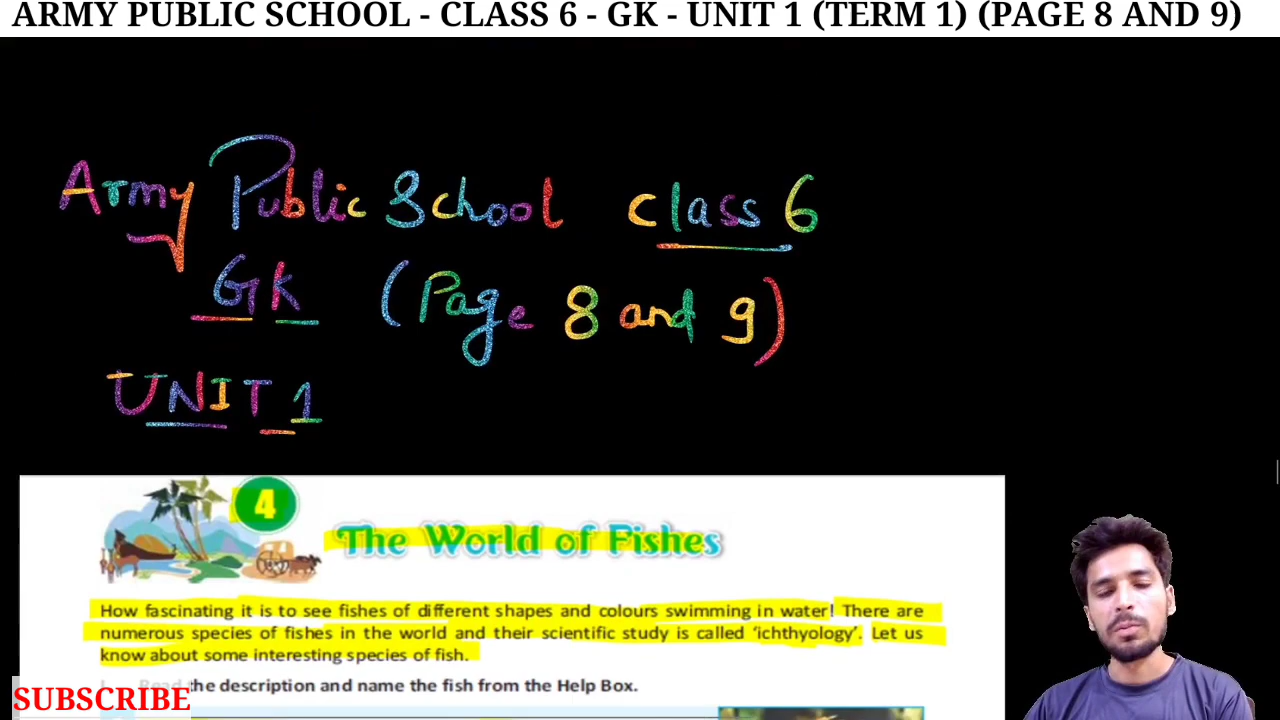 ARMY PUBLIC SCHOOL - CLASS 6 - GK - UNIT 1 (TERM 1) (PAGE 8 AND 9)
Army Public School class 6
GK (Page 8 and 9)
UNIT 1
4
The World of Fishes
How fascinating it is to see fishes of different shapes and colours swimming in water! There are
numerous species of fishes in the world and their scientific study is called ‘ichthyology’. Let us
know about some interesting species of fish.
I. Read the description and name the fish from the Help Box.
SUBSCRIBE